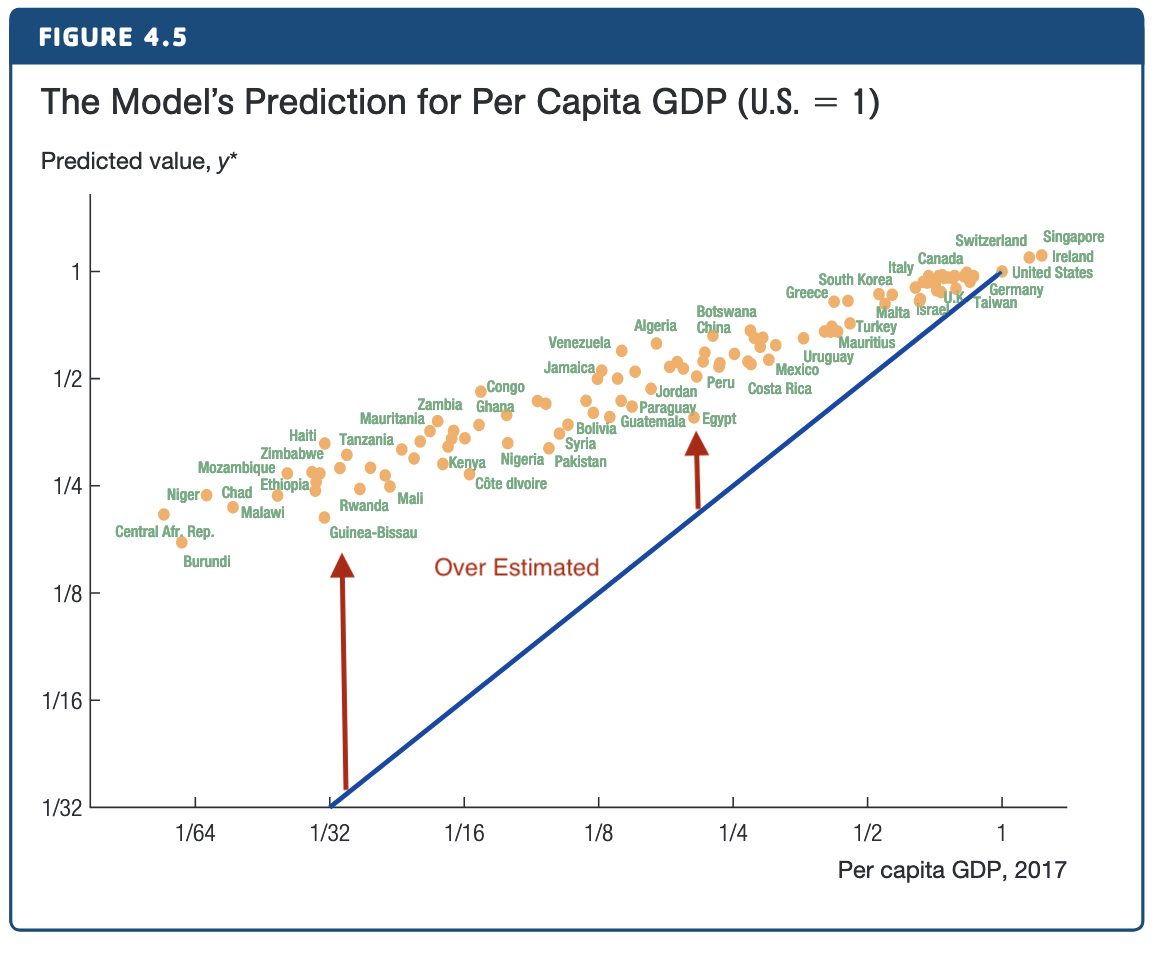 FIGURE 4.5
The Model's Prediction for Per Capita GDP (U.S. = 1)
Predicted value, y*
Switzerland
Singapore
Ireland
Canada
Italy
United States
1
South Korea
Germany
Greece
U.K.
Taiwan
Israel
Malta
Botswana
China
Algeria
Turkey
Mauritius
Venezuela
Uruguay
Jamaica
Mexico
1/2
Peru
Costa Rica
Congo
Jordan
Zambia
Ghana
Paraguay
Mauritania
Guatemala
Egypt
Bolivia
Haiti
Tanzania
Syria
Zimbabwe
Kenya
Nigeria
Pakistan
Mozambique
Ethiopia
Côte dIvoire
1/4
Niger
Chad
Mali
Malawi
Rwanda
Central Afr. Rep.
Guinea-Bissau
Burundi
Over Estimated
1/8
1/16
1/32
1/64
1/32
1/16
1/8
1/4
1/2
1
Per capita GDP, 2017